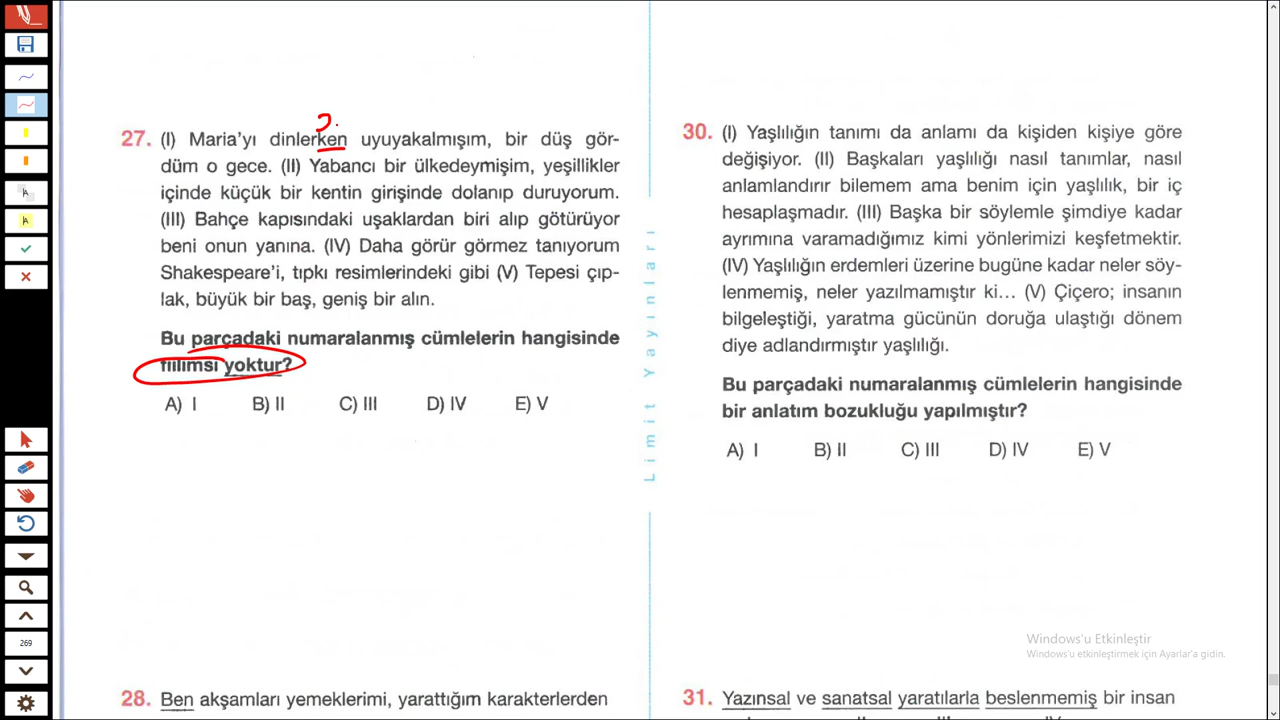 27. (I) Maria'yı dinlerken uyuyakalmışım, bir düş gör-
düm o gece. (II) Yabancı bir ülkedeymişim, yeşillikler
içinde küçük bir kentin girişinde dolanıp duruyorum.
(III) Bahçe kapısındaki uşaklardan biri alıp götürüyor
beni onun yanına. (IV) Daha görür görmez tanıyorum
Shakespeare'i, tıpkı resimlerindeki gibi (V) Tepesi çıp-
lak, büyük bir baş, geniş bir alın.
Bu parçadaki numaralanmış cümlelerin hangisinde
fiilimsi yoktur?
A) I B) II C) III D) IV E) V
28. Ben akşamları yemeklerimi, yarattığım karakterlerden
Limit Yayınları
30. (I) Yaşlılığın tanımı da anlamı da kişiden kişiye göre
değişiyor. (II) Başkaları yaşlılığı nasıl tanımlar, nasıl
anlamlandırır bilemem ama benim için yaşlılık, bir iç
hesaplaşmadır. (III) Başka bir söylemle şimdiye kadar
ayrımına varamadığımız kimi yönlerimizi keşfetmektir.
(IV) Yaşlılığın erdemleri üzerine bugüne kadar neler söy-
lenmemiş, neler yazılmamıştır ki... (V) Çiçero; insanın
bilgeleştiği, yaratma gücünün doruğa ulaştığı dönem
diye adlandırmıştır yaşlılığı.
Bu parçadaki numaralanmış cümlelerin hangisinde
bir anlatım bozukluğu yapılmıştır?
A) I B) II C) III D) IV E) V
31. Yazınsal ve sanatsal yaratılarla beslenmemiş bir insan
Windows'u Etkinleştir
Windows'u etkinleştirmek için Ayarlar'a gidin.
269